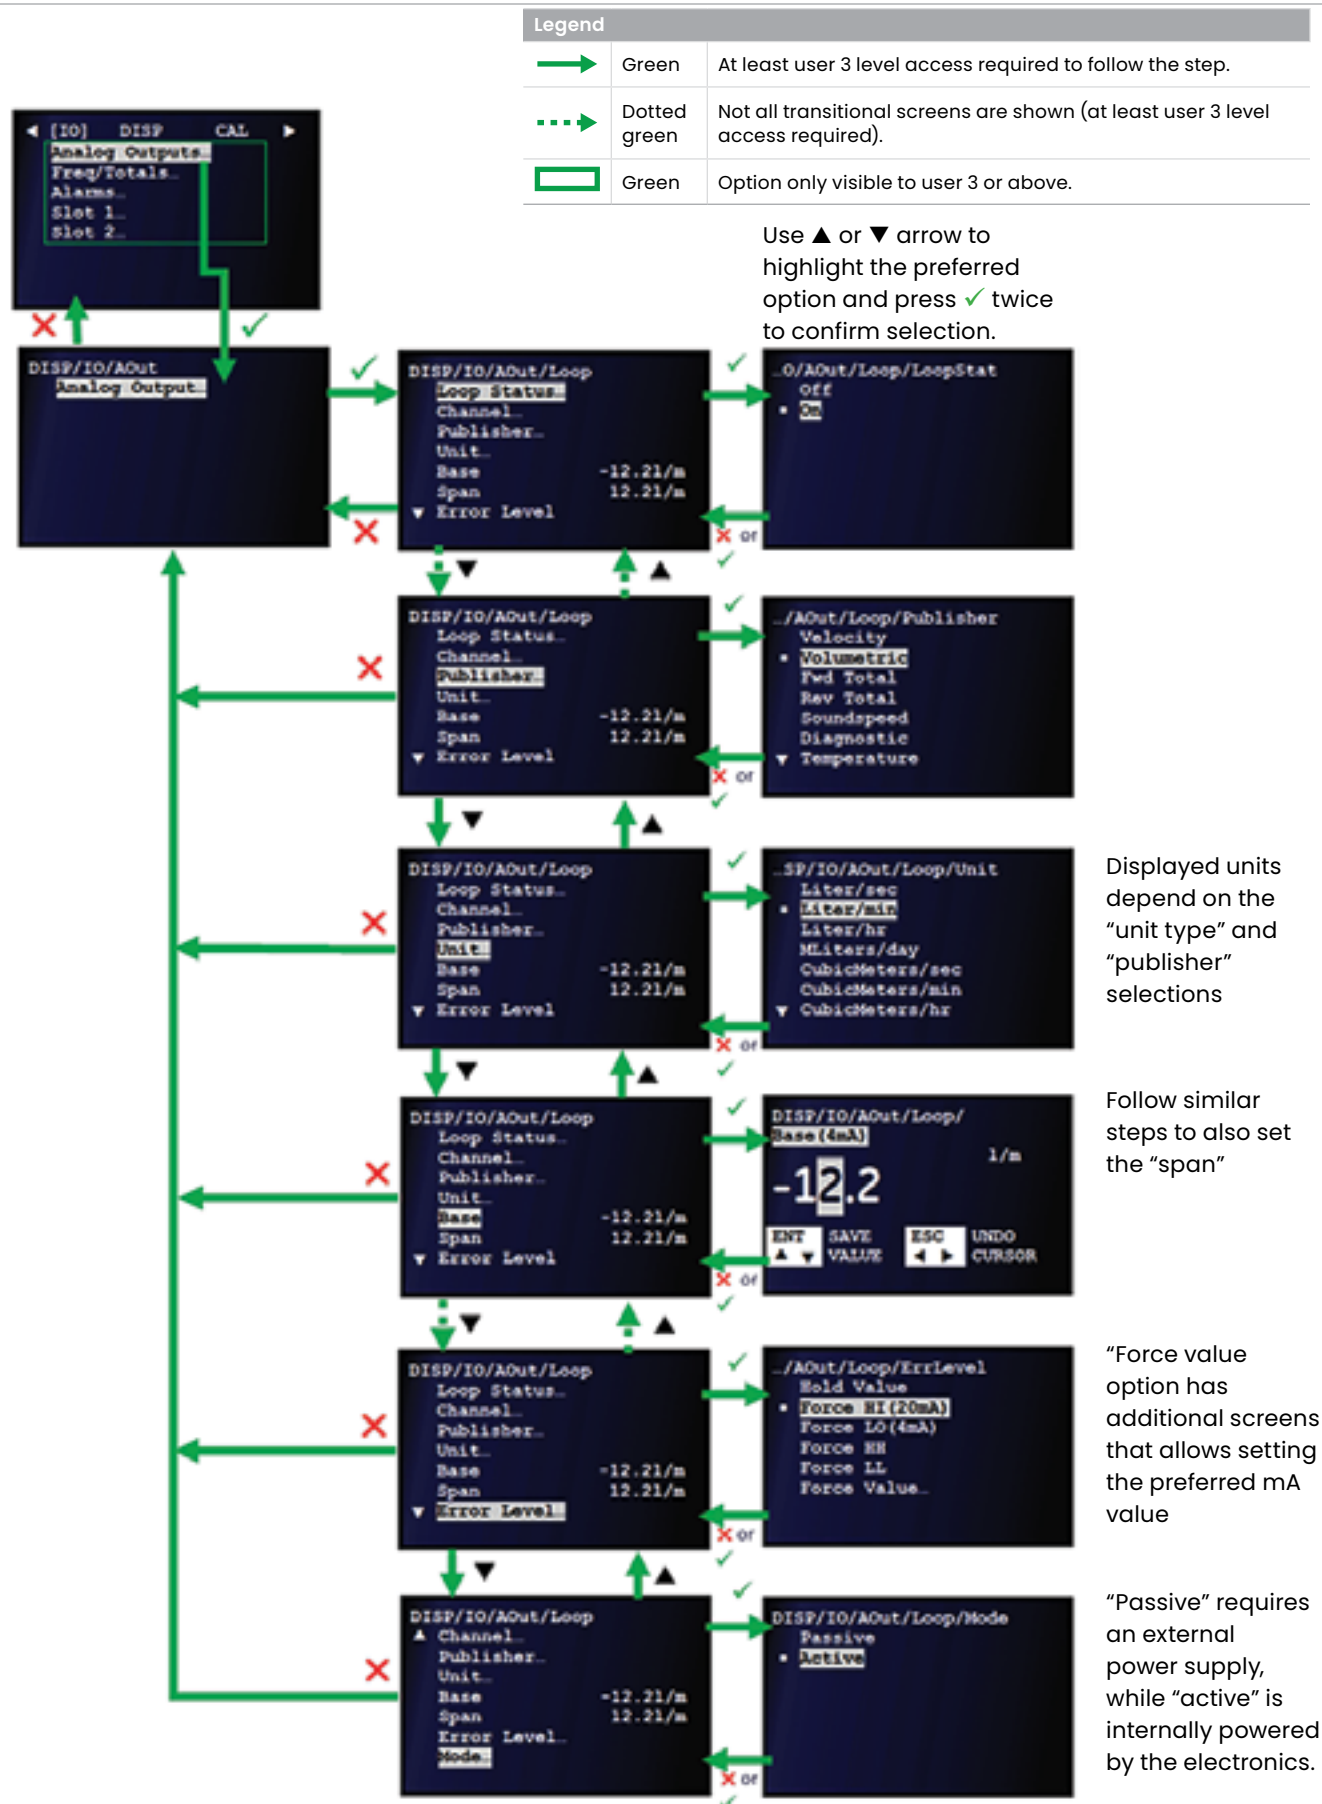 Legend
Green At least user 3 level access required to follow the step.
Dotted green Not all transitional screens are shown (at least user 3 level access required).
Green Option only visible to user 3 or above.
◀ [IO] DISP CAL ▶
Analog Outputs…
Freq/Totals…
Alarms…
Slot 1…
Slot 2…
Use ▲ or ▼ arrow to
highlight the preferred
option and press ✓ twice
to confirm selection.
DISP/IO/AOut
Analog Output…
DISP/IO/AOut/Loop
Loop Status…
Channel…
Publisher…
Unit…
Base -12.21/m
Span 12.21/m
▼ Error Level
…O/AOut/Loop/LoopStat
Off
On
✗ or
✓
DISP/IO/AOut/Loop
Loop Status…
Channel…
Publisher…
Unit…
Base -12.21/m
Span 12.21/m
▼ Error Level
…/AOut/Loop/Publisher
Velocity
Volumetric
Fwd Total
Rev Total
Soundspeed
Diagnostic
▼ Temperature
✗ or
✓
DISP/IO/AOut/Loop
Loop Status…
Channel…
Publisher…
Unit…
Base -12.21/m
Span 12.21/m
▼ Error Level
…SP/IO/AOut/Loop/Unit
Liter/sec
Liter/min
Liter/hr
MLiters/day
CubicMeters/sec
CubicMeters/min
▼ CubicMeters/hr
✗ or
✓
Displayed units
depend on the
“unit type” and
“publisher”
selections
DISP/IO/AOut/Loop
Loop Status…
Channel…
Publisher…
Unit…
Base -12.21/m
Span 12.21/m
▼ Error Level
DISP/IO/AOut/Loop/
Base(4mA)
l/m
-12.2
ENT SAVE ESC UNDO
▲ ▼ VALUE ◀ ▶ CURSOR
✗ or
✓
Follow similar
steps to also set
the “span”
DISP/IO/AOut/Loop
Loop Status…
Channel…
Publisher…
Unit…
Base -12.21/m
Span 12.21/m
▼ Error Level…
…/AOut/Loop/ErrLevel
Hold Value
Force HI(20mA)
Force LO(4mA)
Force HH
Force LL
Force Value…
✗ or
✓
“Force value
option has
additional screens
that allows setting
the preferred mA
value
DISP/IO/AOut/Loop
▲ Channel…
Publisher…
Unit…
Base -12.21/m
Span 12.21/m
Error Level…
Mode…
DISP/IO/AOut/Loop/Mode
Passive
Active
✗ or
✓
“Passive” requires
an external
power supply,
while “active” is
internally powered
by the electronics.